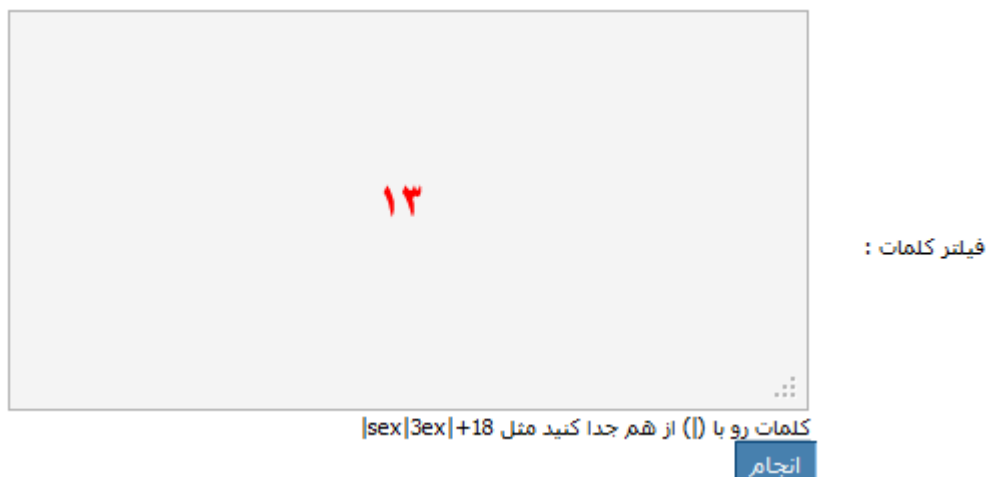 ۱۳
فیلتر کلمات :
کلمات رو با (|) از هم جدا کنید مثل 18+|sex|3ex|
انجام